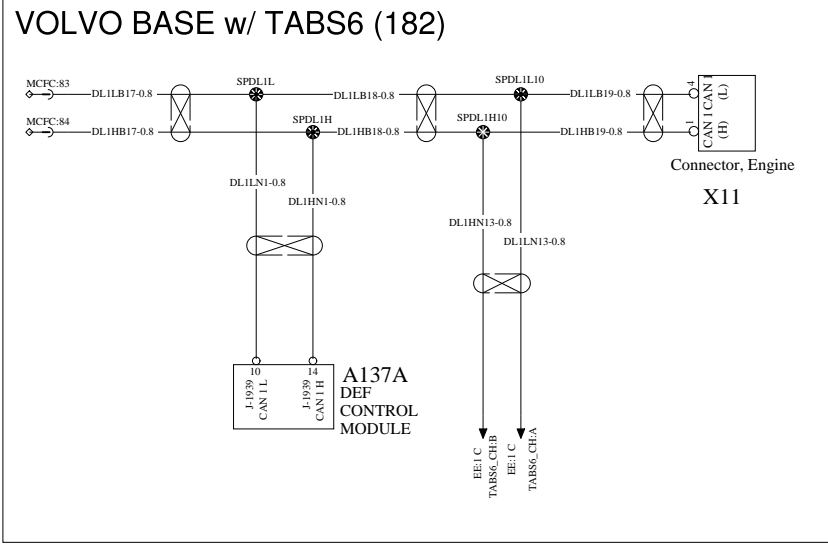 VOLVO BASE w/ TABS6 (182)
MCFC:83
DL1LB17-0.8
SPDL1L
DL1LB18-0.8
SPDL1L10
DL1LB19-0.8
4
CAN 1
(L)
MCFC:84
DL1HB17-0.8
SPDL1H
DL1HB18-0.8
SPDL1H10
DL1HB19-0.8
1
CAN 1
(H)
Connector, Engine
X11
DL1LN1-0.8
DL1HN1-0.8
DL1HN13-0.8
DL1LN13-0.8
10
J-1939
CAN 1 L
14
J-1939
CAN 1 H
A137A
DEF
CONTROL
MODULE
EE:1 C
TABS6_CH:B
EE:1 C
TABS6_CH:A